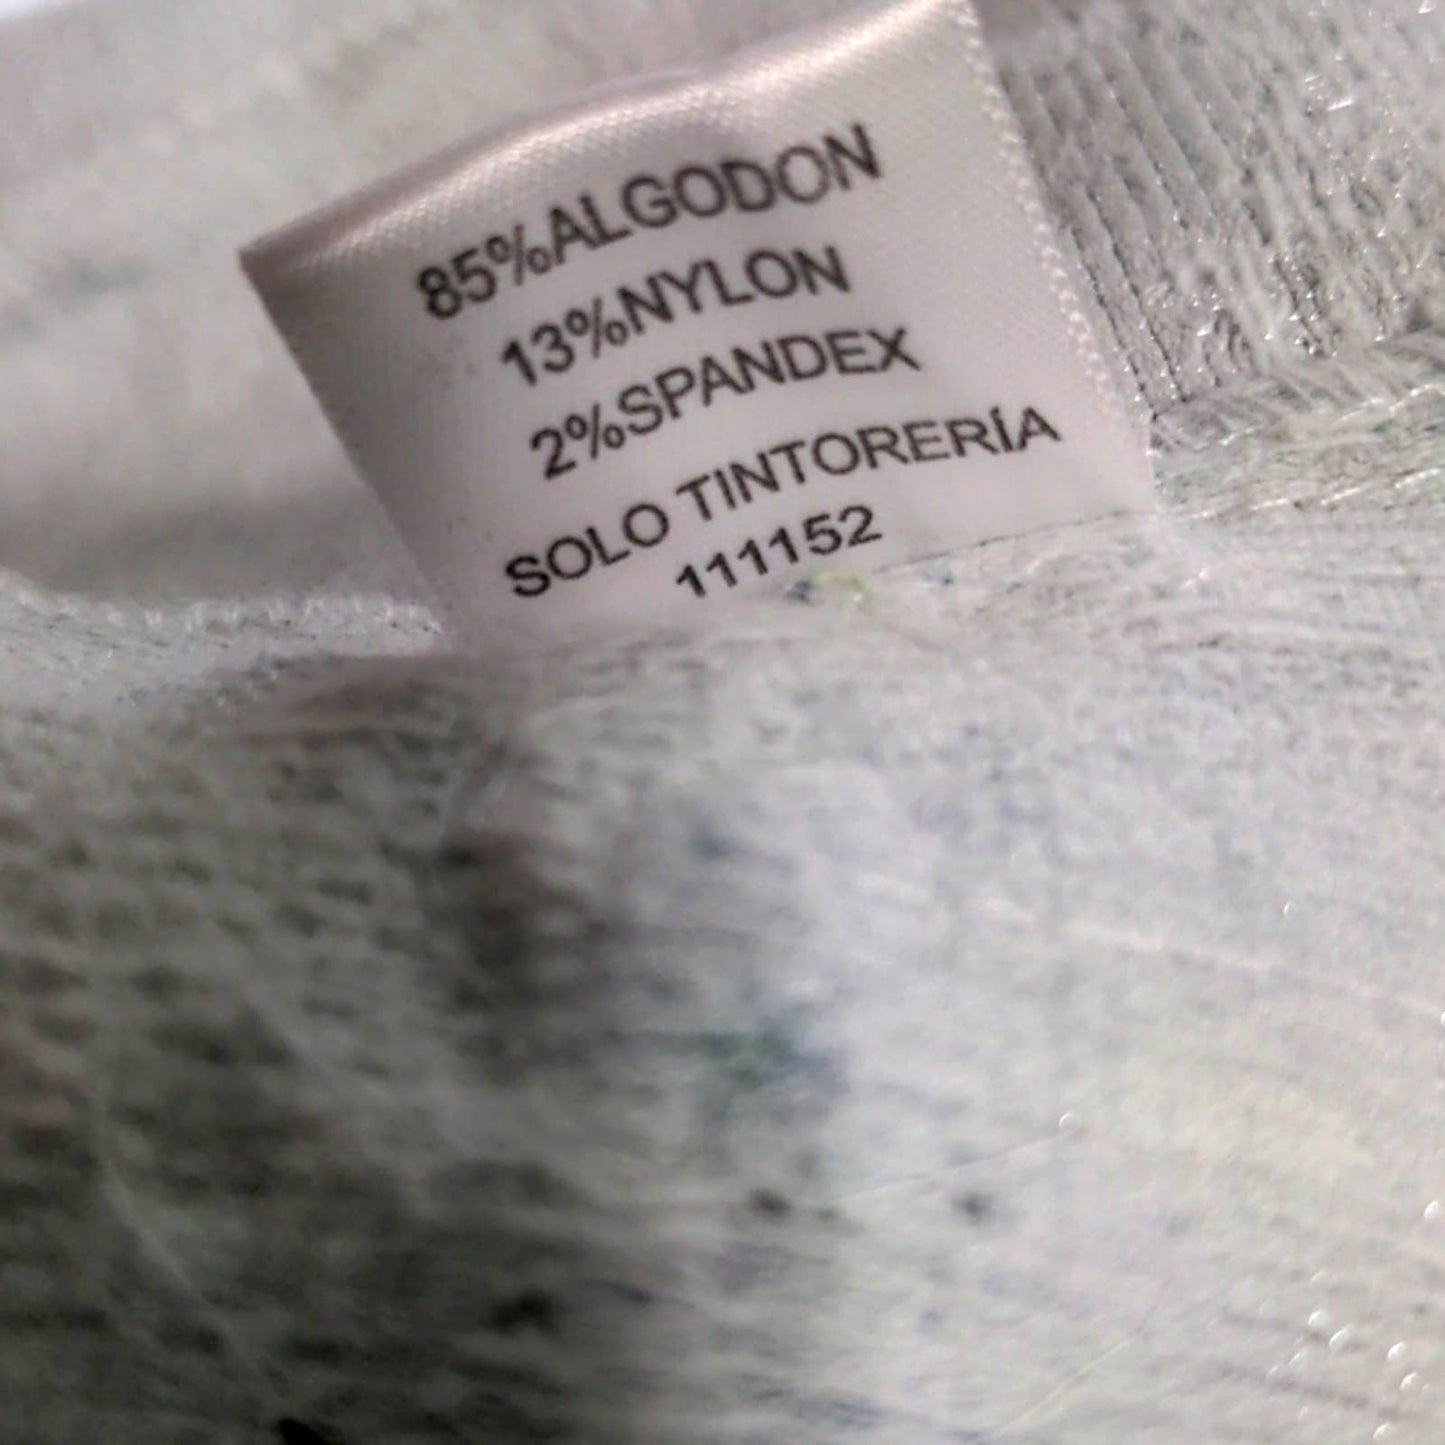 85%ALGODON
13%NYLON
2%SPANDEX
SOLO TINTORERÍA
111152